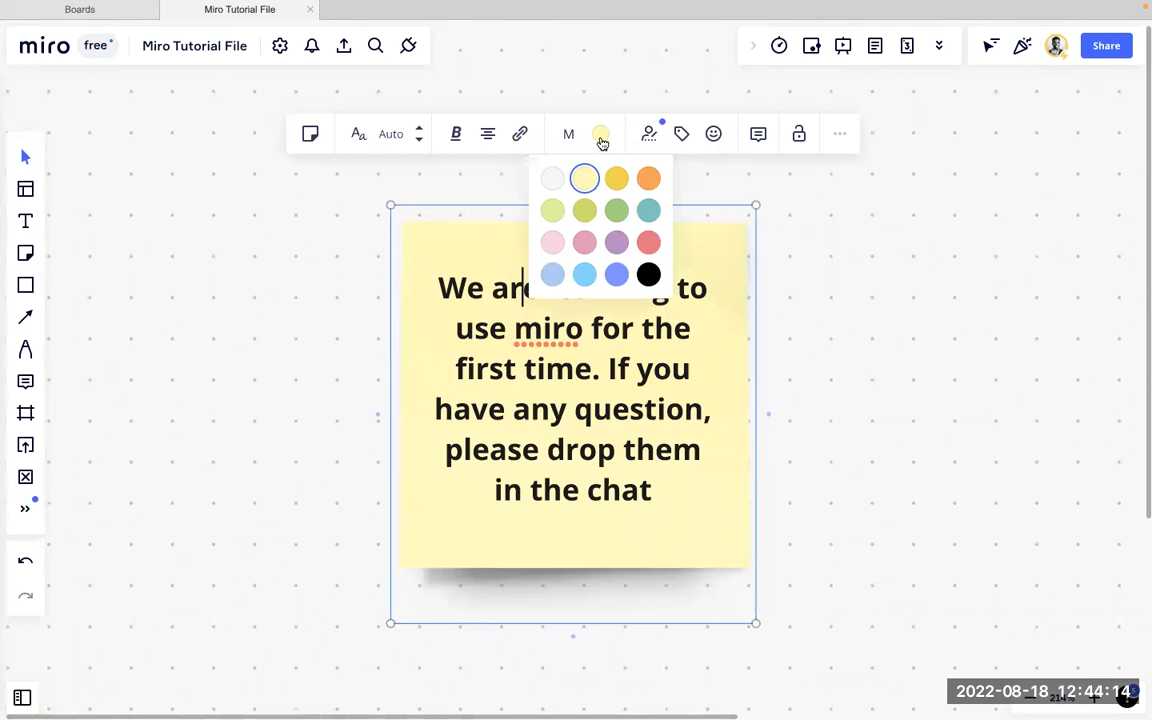 Boards
Miro Tutorial File
miro
free
Miro Tutorial File
Share
Auto
B
M
We are
to
use miro for the
first time. If you
have any question,
please drop them
in the chat
2022-08-18 12:44:14